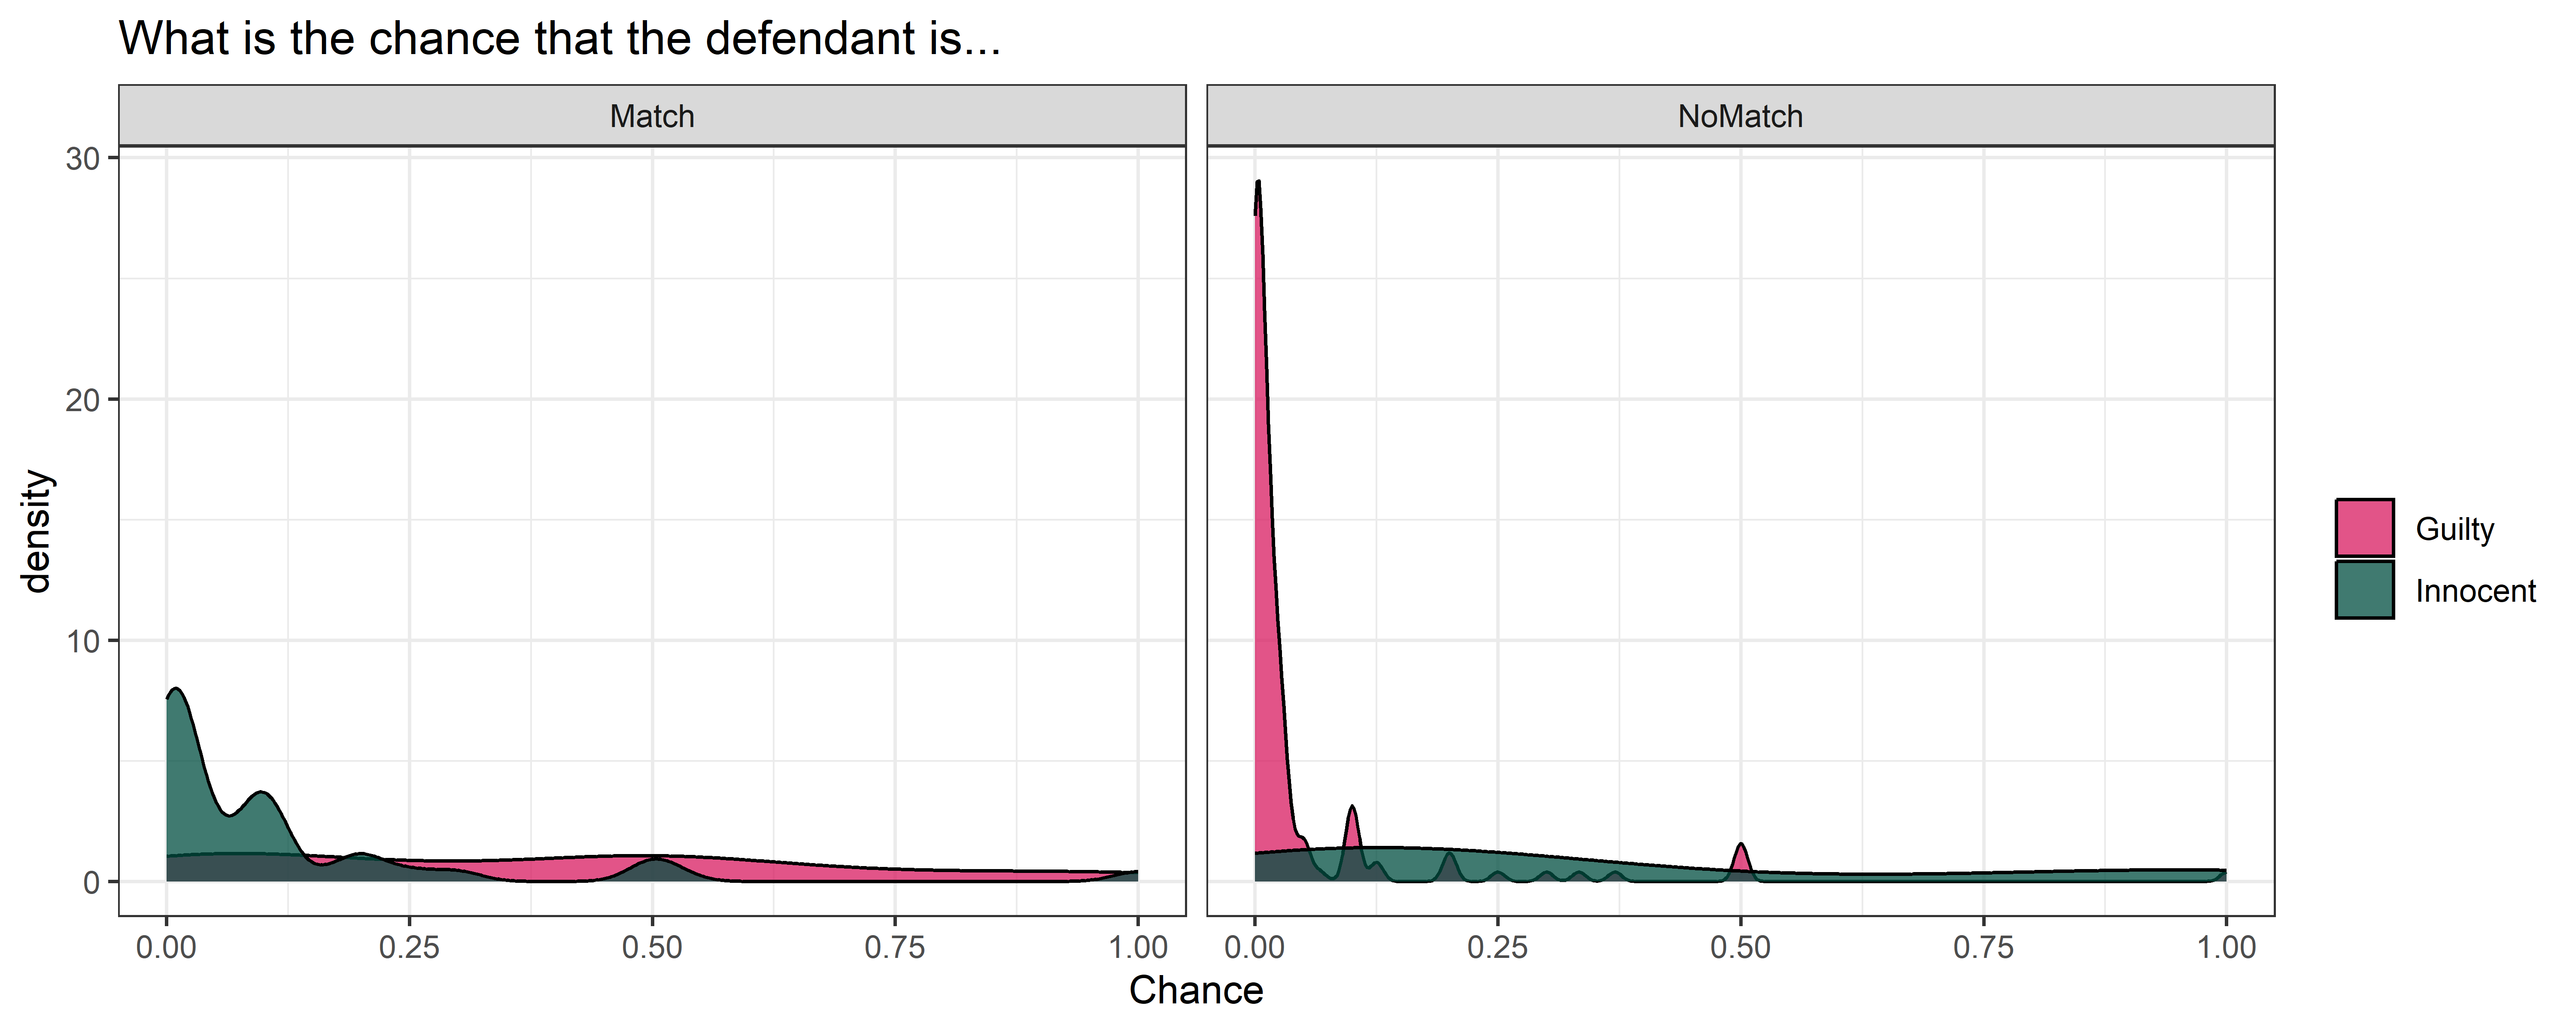 What is the chance that the defendant is...
Match
NoMatch
30
20
10
0
density
0.00
0.25
0.50
0.75
1.00
0.00
0.25
0.50
0.75
1.00
Chance
Guilty
Innocent